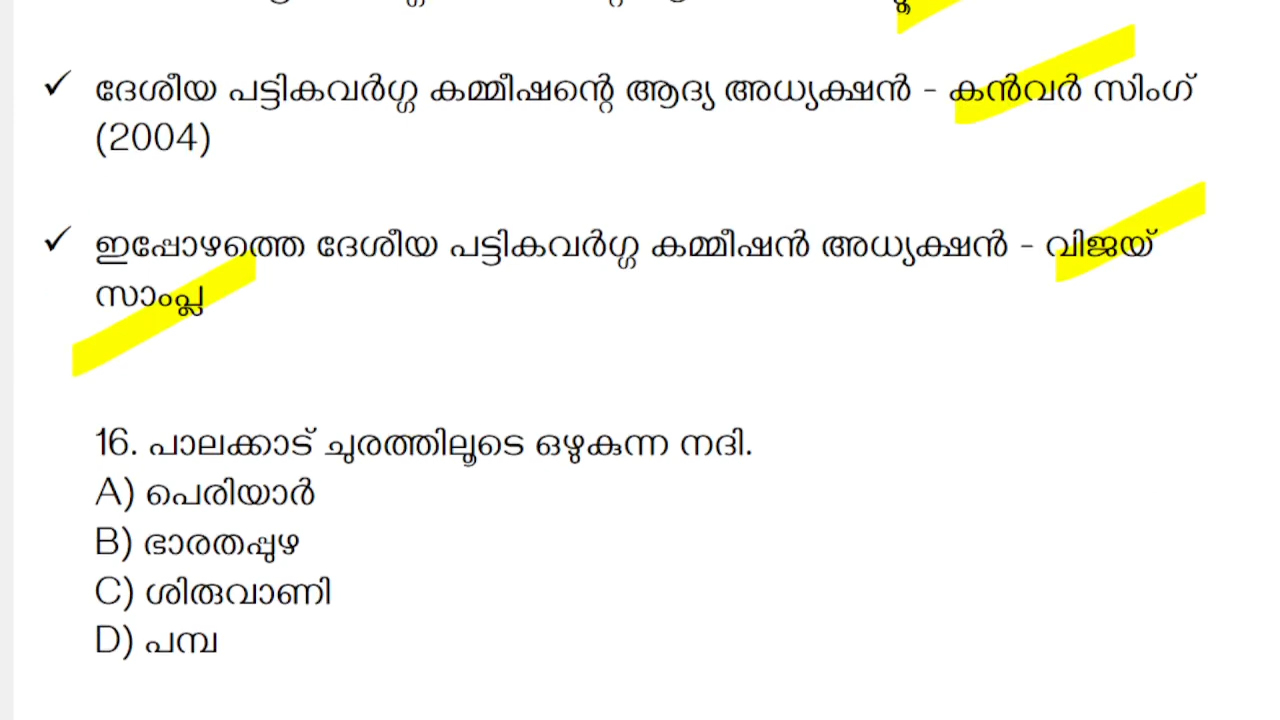 ✓ ദേശീയ പട്ടികവർഗ്ഗ കമ്മീഷന്റെ ആദ്യ അധ്യക്ഷൻ - കൻവർ സിംഗ്
(2004)
✓ ഇപ്പോഴത്തെ ദേശീയ പട്ടികവർഗ്ഗ കമ്മീഷൻ അധ്യക്ഷൻ - വിജയ്
സാംപ്ല
16. പാലക്കാട് ചുരത്തിലൂടെ ഒഴുകുന്ന നദി.
A) പെരിയാർ
B) ഭാരതപ്പുഴ
C) ശിരുവാണി
D) പമ്പ